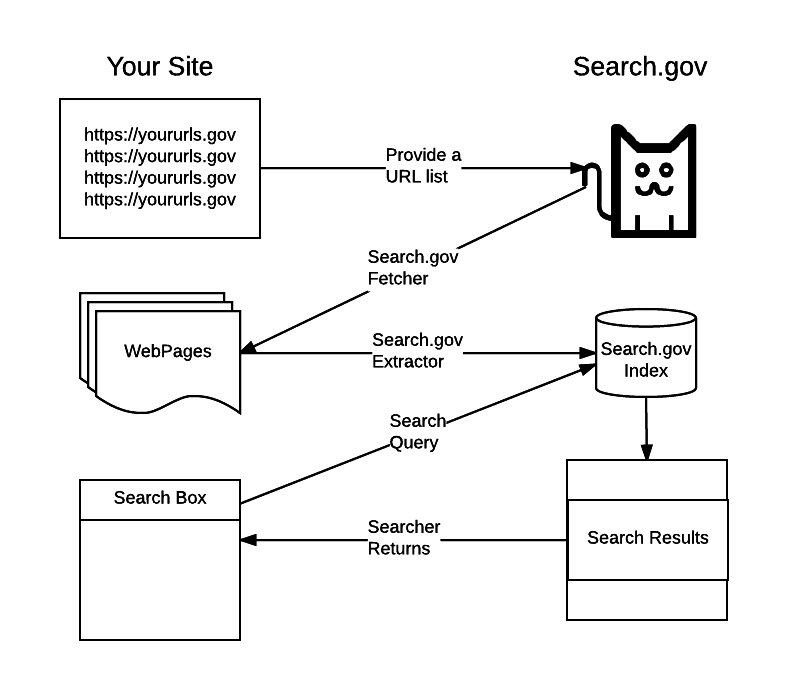 Your Site
Search.gov
https://yoururls.gov
https://yoururls.gov
https://yoururls.gov
https://yoururls.gov
Provide a
URL list
Search.gov
Fetcher
WebPages
Search.gov
Extractor
Search.gov
Index
Search
Query
Search Box
Searcher
Returns
Search Results